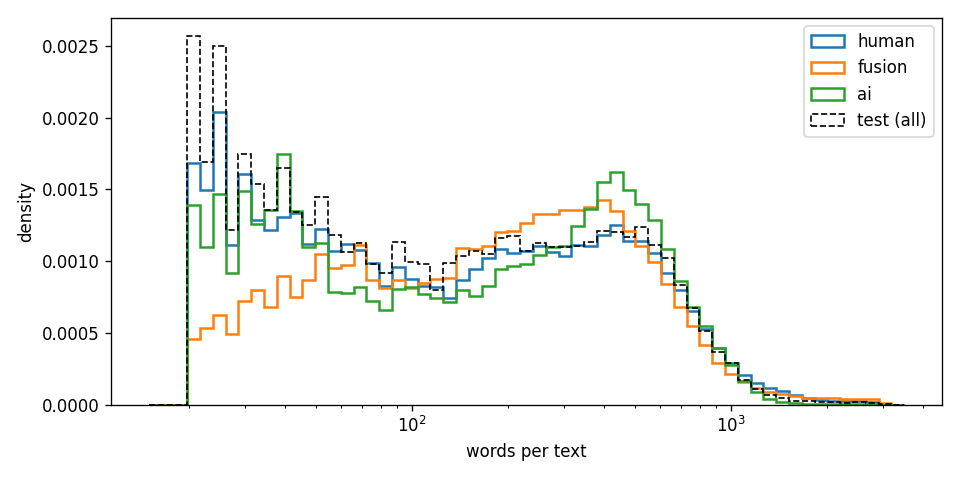 0.0025
0.0020
0.0015
0.0010
0.0005
0.0000
density
10²
10³
words per text
human
fusion
ai
test (all)